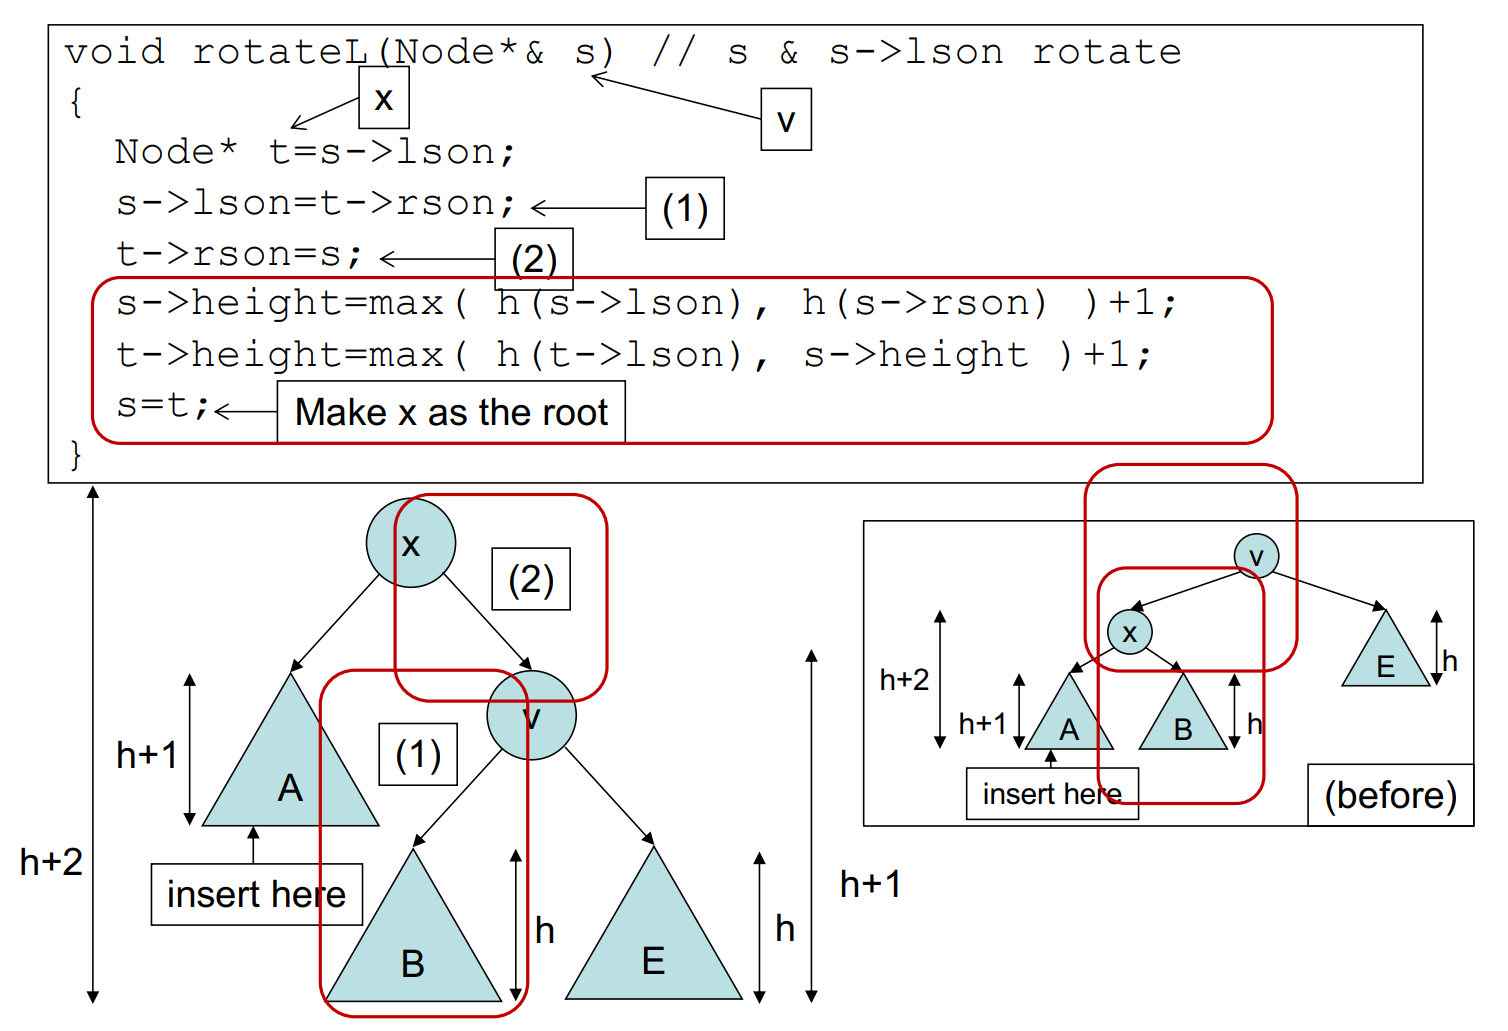 void rotateL(Node*& s) // s & s->lson rotate
x
{
v
Node* t=s->lson;
s->lson=t->rson;
(1)
t->rson=s;
(2)
s->height=max( h(s->lson), h(s->rson) )+1;
t->height=max( h(t->lson), s->height )+1;
s=t;
Make x as the root
}
x
(2)
v
(1)
h+1
A
h+2
insert here
B
h
E
h
h+1
v
x
E
h
h+2
h+1
A
B
h
insert here
(before)